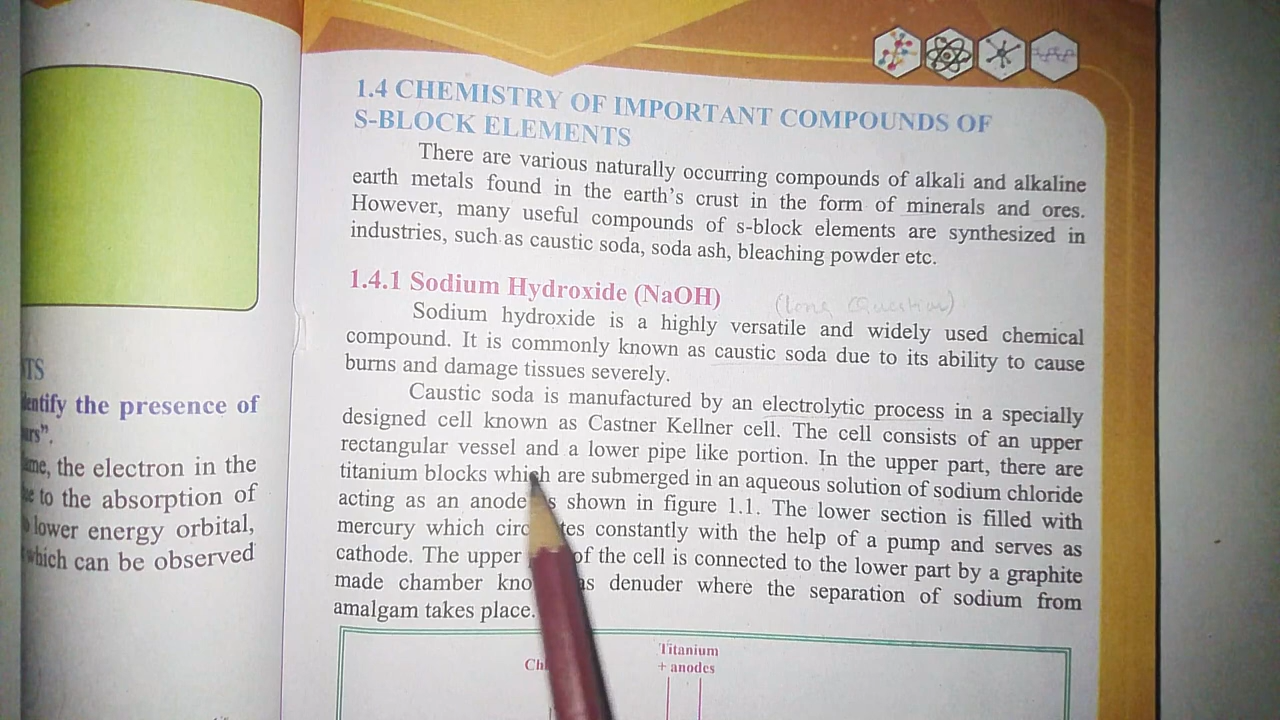 TS
entify the presence of
me, the electron in the
to the absorption of
lower energy orbital,
which can be observed
1.4 CHEMISTRY OF IMPORTANT COMPOUNDS OF
S-BLOCK ELEMENTS
There are various naturally occurring compounds of alkali and alkaline
earth metals found in the earth's crust in the form of minerals and ores.
However, many useful compounds of s-block elements are synthesized in
industries, such as caustic soda, soda ash, bleaching powder etc.
1.4.1 Sodium Hydroxide (NaOH) (long Question)
Sodium hydroxide is a highly versatile and widely used chemical
compound. It is commonly known as caustic soda due to its ability to cause
burns and damage tissues severely.
Caustic soda is manufactured by an electrolytic process in a specially
designed cell known as Castner Kellner cell. The cell consists of an upper
rectangular vessel and a lower pipe like portion. In the upper part, there are
titanium blocks which are submerged in an aqueous solution of sodium chloride
acting as an anode shown in figure 1.1. The lower section is filled with
mercury which constantly with the help of a pump and serves as
cathode. The upper of the cell is connected to the lower part by a graphite
made chamber as denuder where the separation of sodium from
amalgam takes place.
Titanium
+ anodes